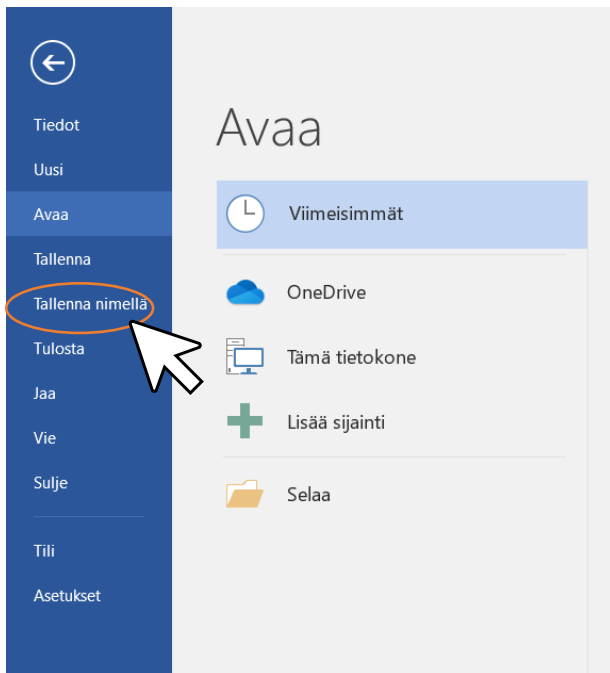 Tiedot
Uusi
Avaa
Tallenna
Tallenna nimellä
Tulosta
Jaa
Vie
Sulje
Tili
Asetukset
Avaa
Viimeisimmät
OneDrive
Tämä tietokone
Lisää sijainti
Selaa